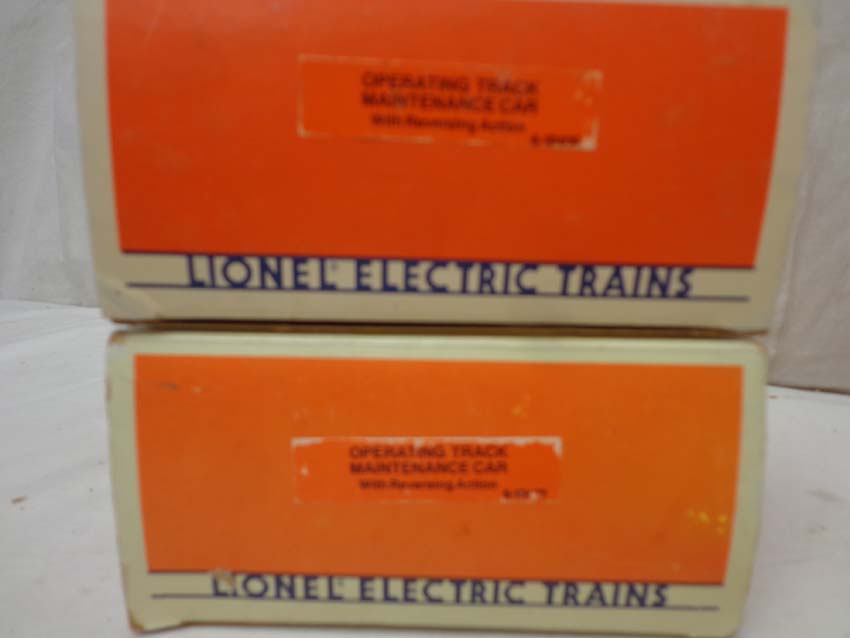 OPERATING TRACK
MAINTENANCE CAR
With Reversing Action
LIONEL ELECTRIC TRAINS
OPERATING TRACK
MAINTENANCE CAR
With Reversing Action
LIONEL ELECTRIC TRAINS